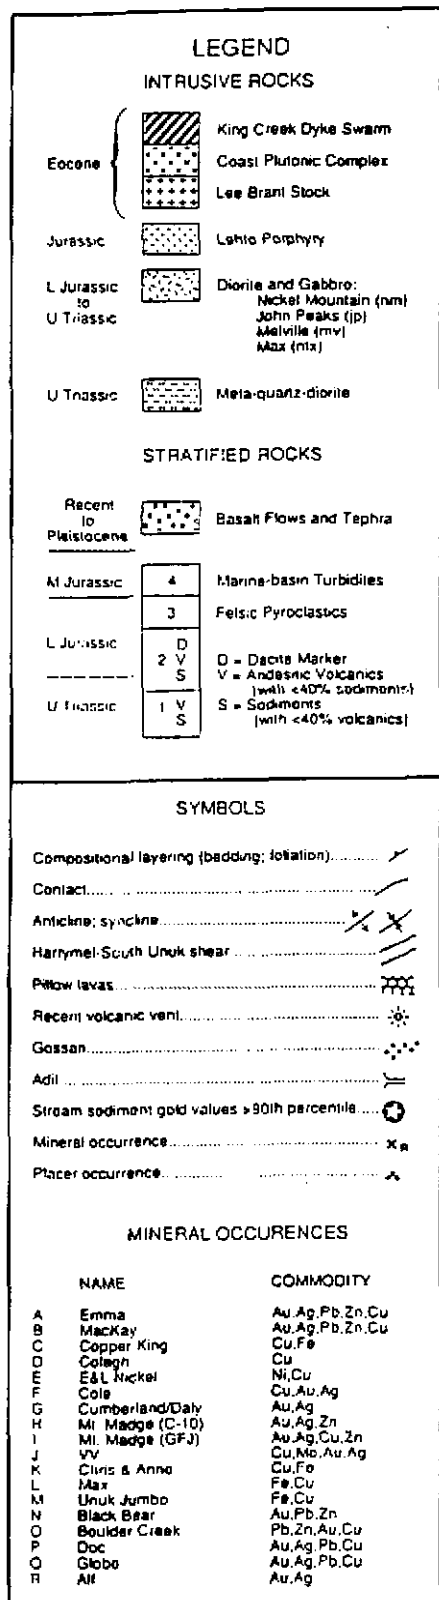 LEGEND
INTRUSIVE ROCKS
Eocene
King Creek Dyke Swarm
Coast Plutonic Complex
Lee Brant Stock
Jurassic
Lehto Porphyry
L Jurassic
to
U Triassic
Diorite and Gabbro:
Nickel Mountain (nm)
John Peaks (jp)
Melville (mv)
Max (mx)
U Triassic
Meta-quartz-diorite
STRATIFIED ROCKS
Recent
to
Pleistocene
Basalt Flows and Tephra
M Jurassic
4
Marine-basin Turbidites
3
Felsic Pyroclastics
L Jurassic
D
2 V
S
D = Dacite Marker
V = Andesitic Volcanics
(with <40% sediments)
U Triassic
1 V
S
S = Sediments
(with <40% volcanics)
SYMBOLS
Compositional layering (bedding; foliation)
Contact
Anticline; syncline
Harrymel-South Unuk shear
Pillow lavas
Recent volcanic vent
Gossan
Adit
Stream sediment gold values >90th percentile
Mineral occurrence xR
Placer occurrence
MINERAL OCCURENCES
NAME COMMODITY
A Emma Au,Ag,Pb,Zn,Cu
B MacKay Au,Ag,Pb,Zn,Cu
C Copper King Cu,Fe
D Colagh Cu
E E&L Nickel Ni,Cu
F Cole Cu,Au,Ag
G Cumberland/Daly Au,Ag
H Mt. Madge (C-10) Au,Ag,Zn
I Mt. Madge (GFJ) Au,Ag,Cu,Zn
J VV Cu,Mo,Au,Ag
K Chris & Anne Cu,Fe
L Max Fe,Cu
M Unuk Jumbo Fe,Cu
N Black Bear Au,Pb,Zn
O Boulder Creek Pb,Zn,Au,Cu
P Doc Au,Ag,Pb,Cu
Q Globe Au,Ag,Pb,Cu
R Alf Au,Ag